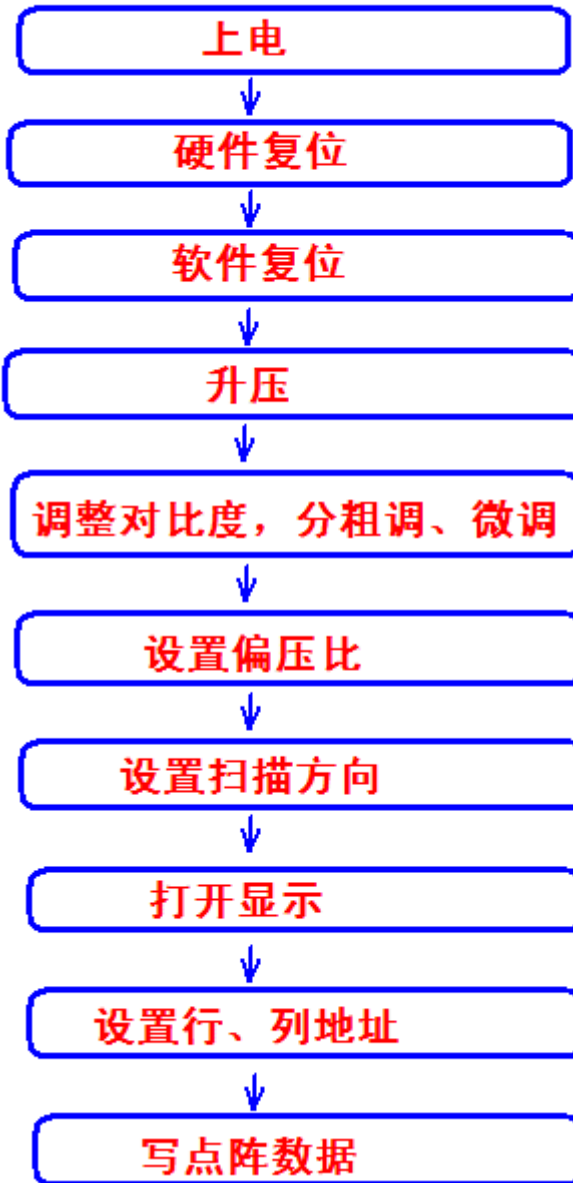 上电
硬件复位
软件复位
升压
调整对比度，分粗调、微调
设置偏压比
设置扫描方向
打开显示
设置行、列地址
写点阵数据